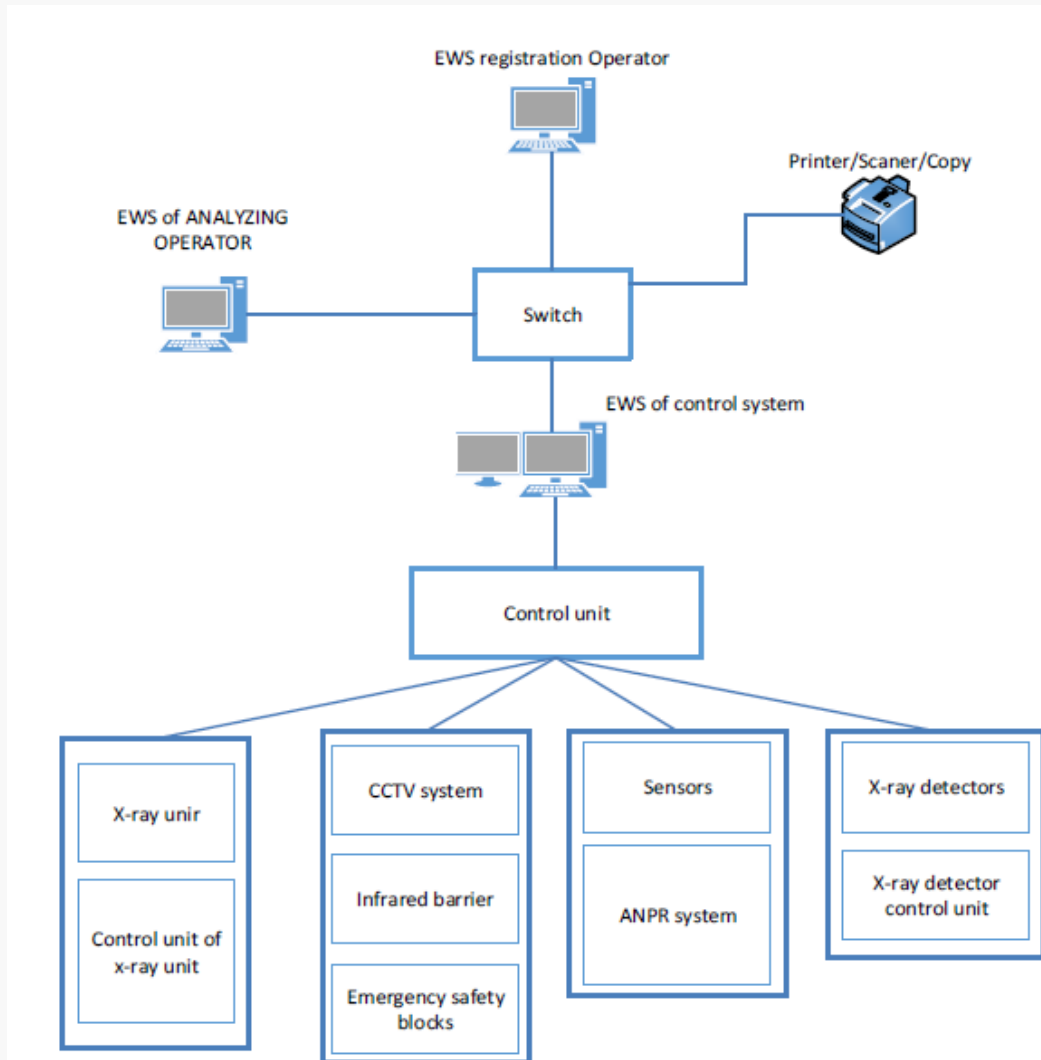 EWS registration Operator
Printer/Scaner/Copy
EWS of ANALYZING
OPERATOR
Switch
EWS of control system
Control unit
X-ray unir
Control unit of
x-ray unit
CCTV system
Infrared barrier
Emergency safety
blocks
Sensors
ANPR system
X-ray detectors
X-ray detector
control unit